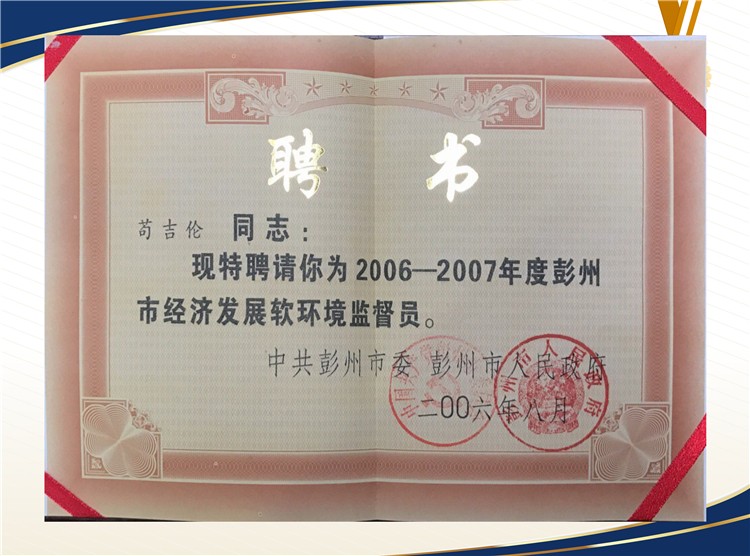 聘书
苟吉伦 同志：
现特聘请你为2006—2007年度彭州
市经济发展软环境监督员。
中共彭州市委 彭州市人民政府
二00六年八月